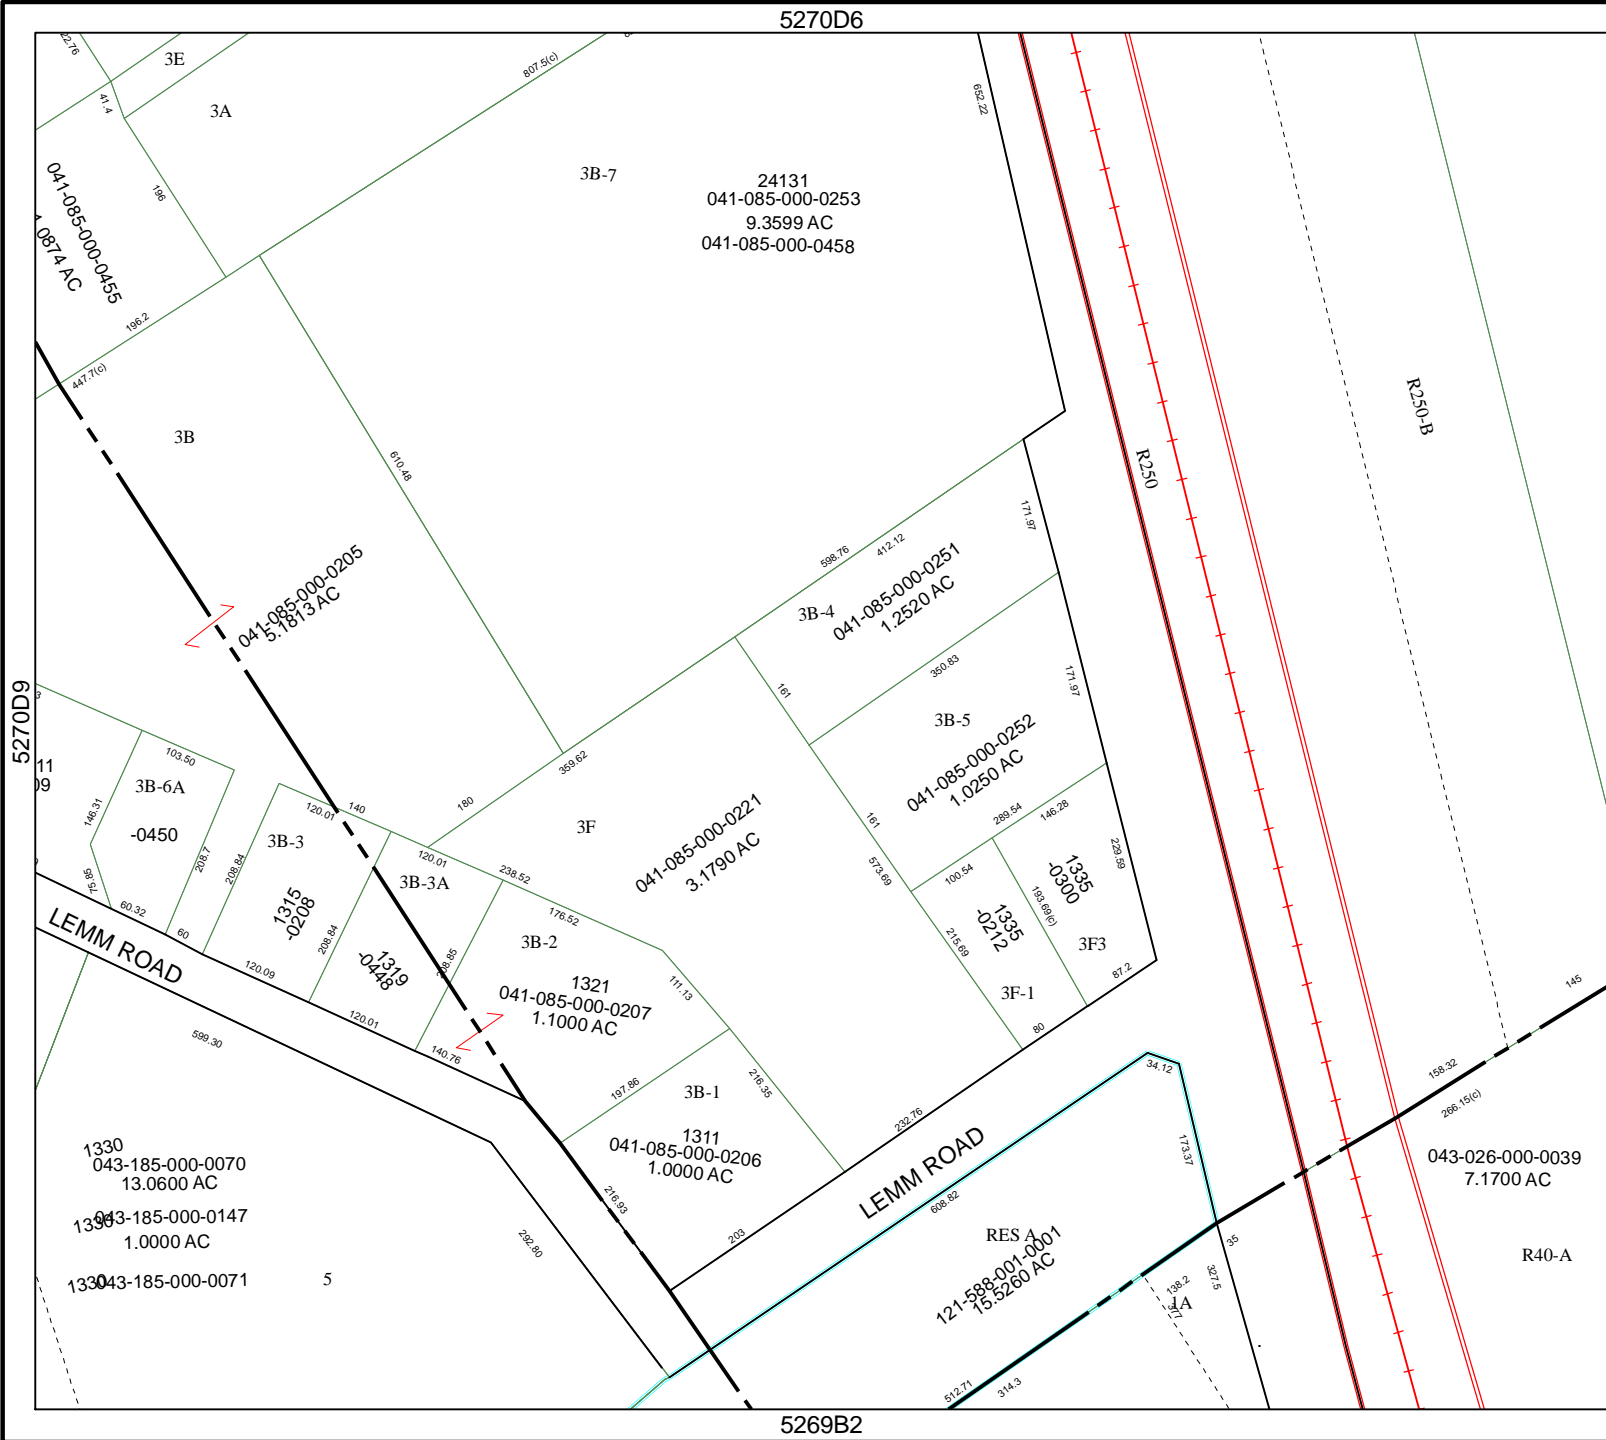 5270D6
22.76
3E
41.4
3A
196
807.5(c)
652.22
3B-7
24131
041-085-000-0253
9.3599 AC
041-085-000-0458
041-085-000-0455
.0874 AC
196.2
447.7(c)
3B
610.48
R250
R250-B
171.97
598.76
412.12
3B-4
041-085-000-0251
1.2520 AC
041-085-000-0205
5.1813 AC
161
350.83
171.97
3B-5
041-085-000-0252
1.0250 AC
5270D9
3
11
09
103.50
3B-6A
-0450
146.31
75.85
208.7
60.32
60
359.62
180
140
120.01
3B-3
208.84
1315
-0208
208.84
120.09
120.01
3B-3A
1319
-0448
208.85
120.01
238.52
176.52
3F
041-085-000-0221
3.1790 AC
161
573.69
289.54
146.28
100.54
1335
-0300
229.59
193.69(c)
1335
-0212
215.69
3F3
3F-1
87.2
80
3B-2
1321
041-085-000-0207
1.1000 AC
111.13
140.76
197.86
216.35
3B-1
1311
041-085-000-0206
1.0000 AC
LEMM ROAD
599.30
232.76
34.12
173.37
LEMM ROAD
608.82
145
158.32
266.15(c)
043-026-000-0039
7.1700 AC
1330
043-185-000-0070
13.0600 AC
1330
043-185-000-0147
1.0000 AC
1330
043-185-000-0071
5
216.93
292.80
203
RES A
121-588-001-0001
15.5260 AC
35
327.5
138.2
177
1A
R40-A
512.71
314.3
5269B2